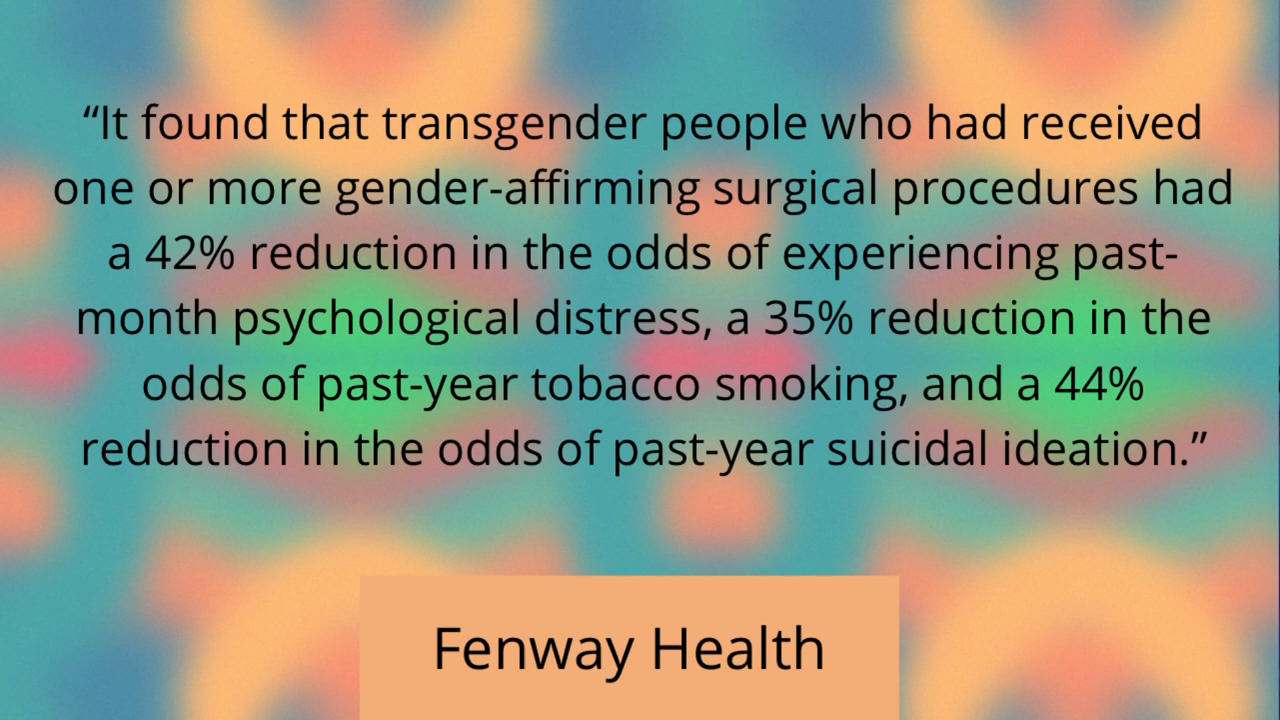 “It found that transgender people who had received
one or more gender-affirming surgical procedures had
a 42% reduction in the odds of experiencing past-
month psychological distress, a 35% reduction in the
odds of past-year tobacco smoking, and a 44%
reduction in the odds of past-year suicidal ideation.”
Fenway Health